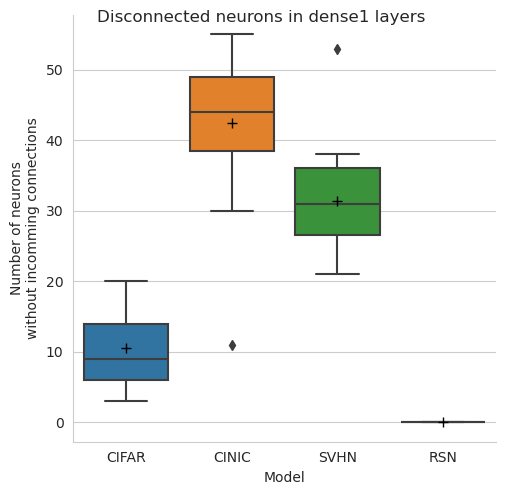 Disconnected neurons in dense1 layers
Number of neurons
without incomming connections
50
40
30
20
10
0
CIFAR
CINIC
SVHN
RSN
Model